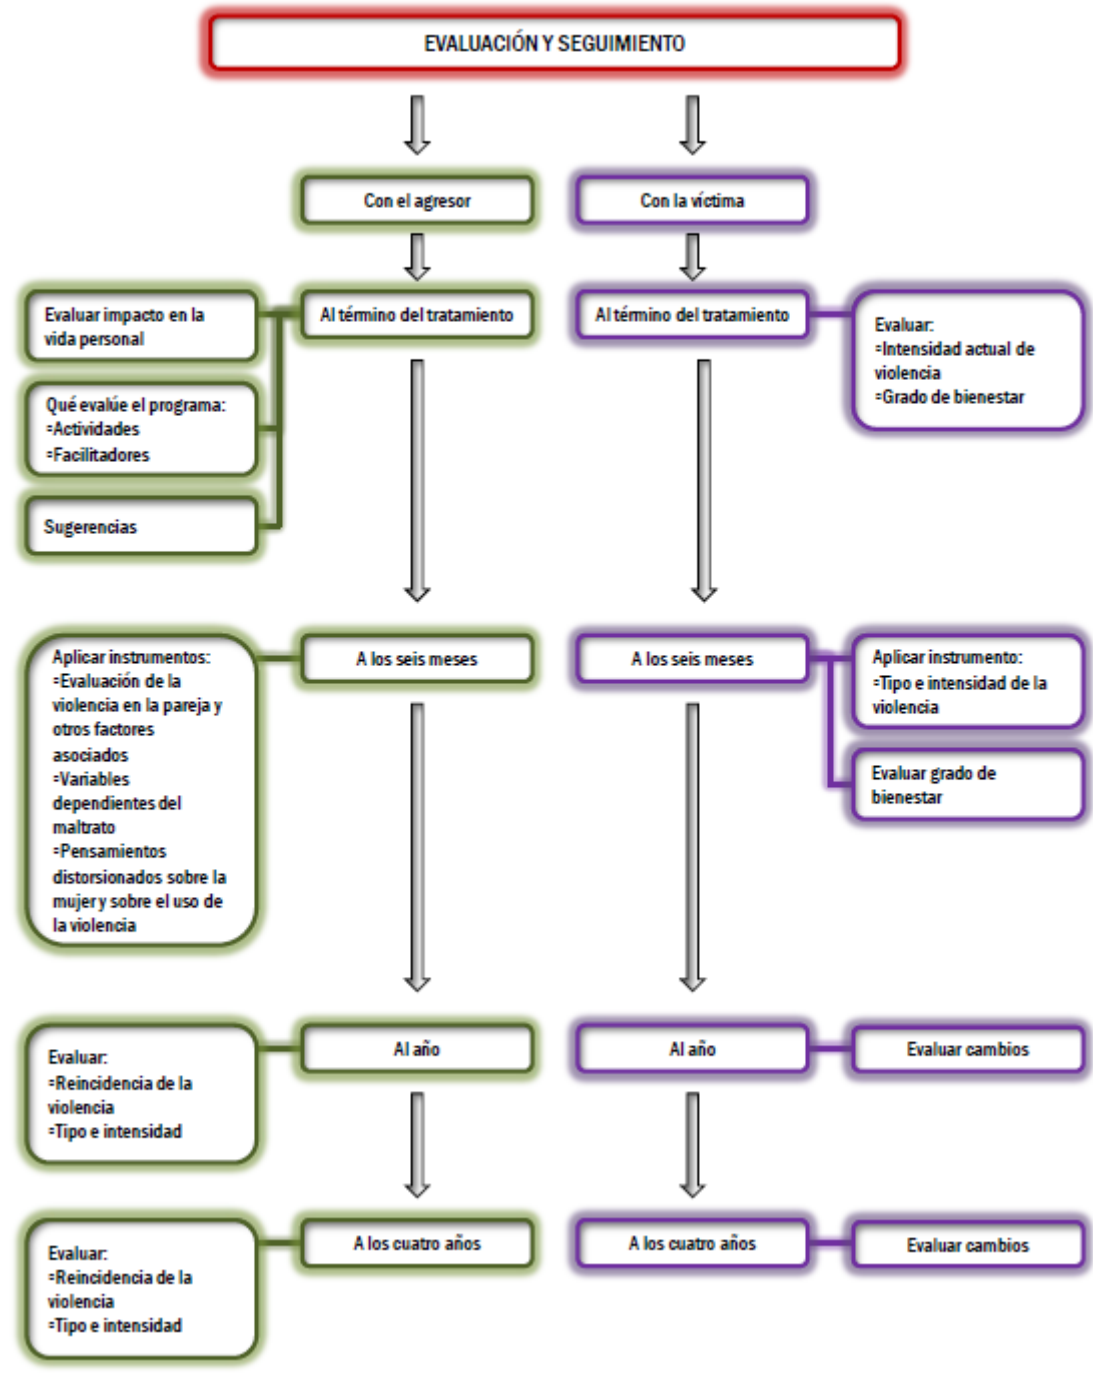 EVALUACIÓN Y SEGUIMIENTO
Con el agresor
Con la víctima
Al término del tratamiento
Evaluar impacto en la
vida personal
Qué evalúe el programa:
=Actividades
=Facilitadores
Sugerencias
Al término del tratamiento
Evaluar:
=Intensidad actual de
violencia
=Grado de bienestar
A los seis meses
Aplicar instrumentos:
=Evaluación de la
violencia en la pareja y
otros factores
asociados
=Variables
dependientes del
maltrato
=Pensamientos
distorsionados sobre la
mujer y sobre el uso de
la violencia
A los seis meses
Aplicar instrumento:
=Tipo e intensidad de la
violencia
Evaluar grado de
bienestar
Al año
Evaluar:
=Reincidencia de la
violencia
=Tipo e intensidad
Al año
Evaluar cambios
A los cuatro años
Evaluar:
=Reincidencia de la
violencia
=Tipo e intensidad
A los cuatro años
Evaluar cambios